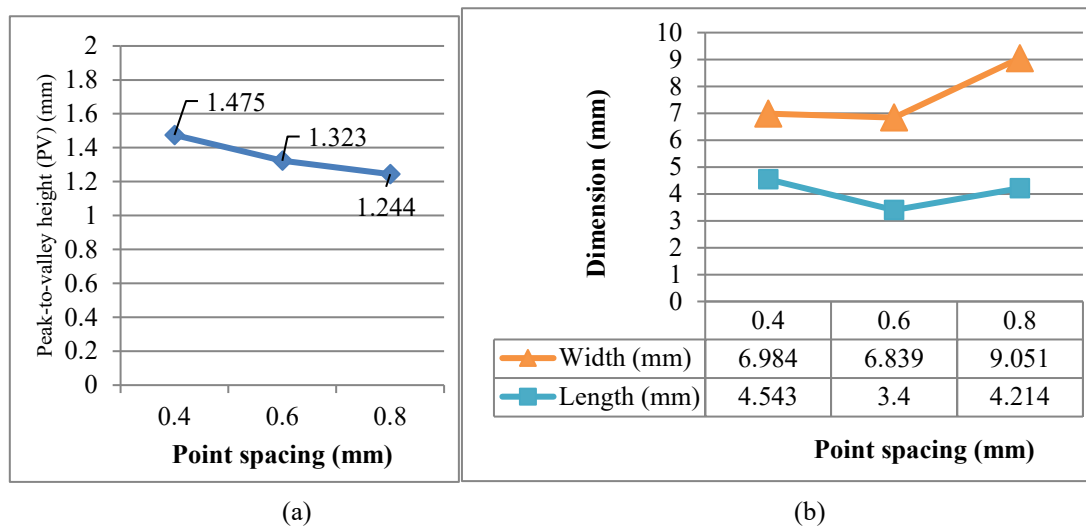 Peak-to-valley height (PV) (mm)
2
1.8
1.6
1.4
1.2
1
0.8
0.6
0.4
0.2
0
1.475
1.323
1.244
0.4 0.6 0.8
Point spacing (mm)
(a)
Dimension (mm)
10
9
8
7
6
5
4
3
2
1
0
0.4 0.6 0.8
Width (mm) 6.984 6.839 9.051
Length (mm) 4.543 3.4 4.214
Point spacing (mm)
(b)